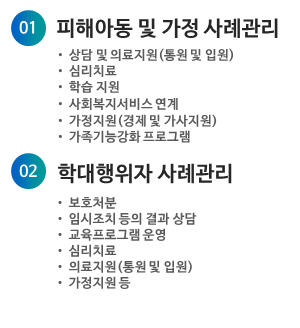 01 피해아동 및 가정 사례관리
• 상담 및 의료지원(통원 및 입원)
• 심리치료
• 학습 지원
• 사회복지서비스 연계
• 가정지원(경제 및 가사지원)
• 가족기능강화 프로그램
02 학대행위자 사례관리
• 보호처분
• 임시조치 등의 결과 상담
• 교육프로그램 운영
• 심리치료
• 의료지원(통원 및 입원)
• 가정지원 등